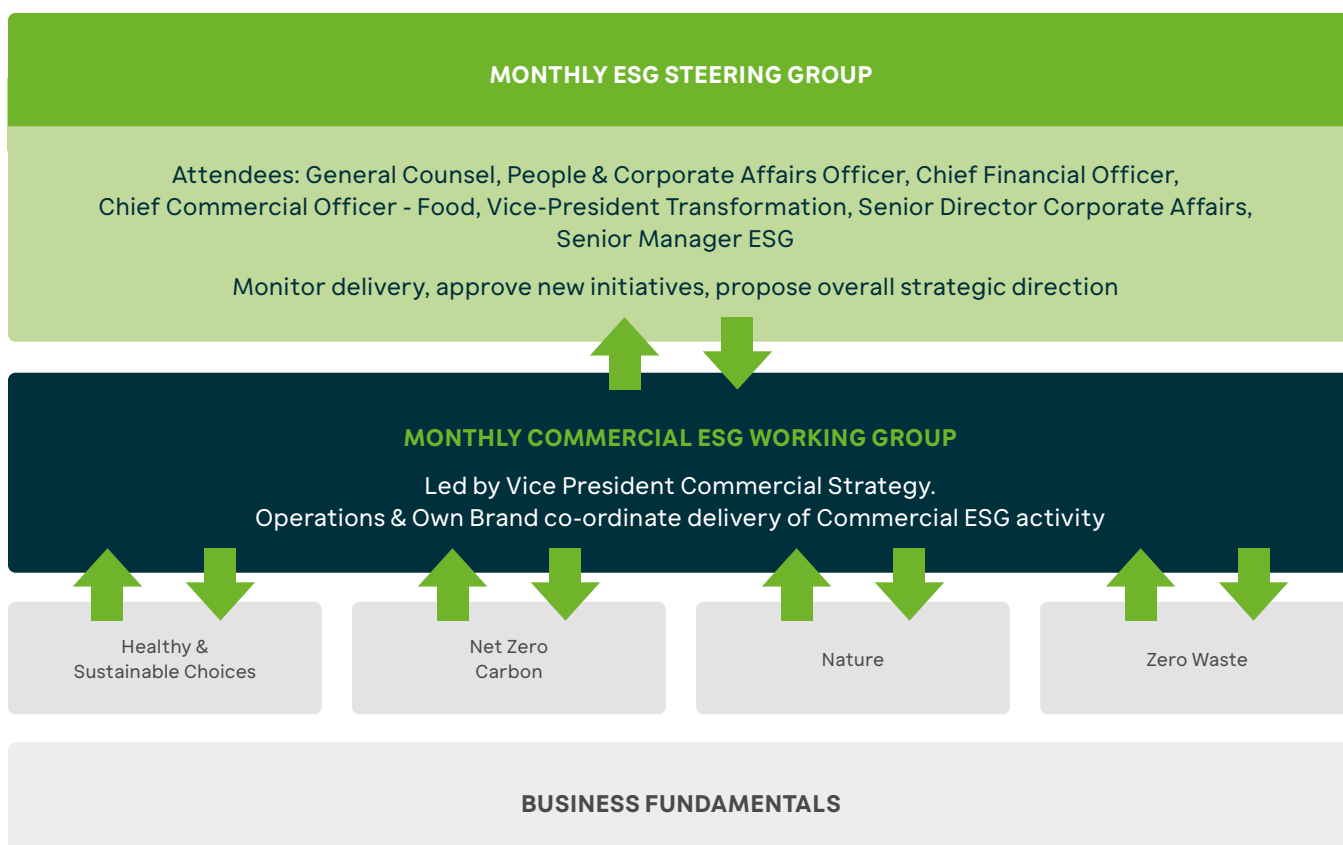 MONTHLY ESG STEERING GROUP
Attendees: General Counsel, People & Corporate Affairs Officer, Chief Financial Officer,
Chief Commercial Officer - Food, Vice-President Transformation, Senior Director Corporate Affairs,
Senior Manager ESG
Monitor delivery, approve new initiatives, propose overall strategic direction
MONTHLY COMMERCIAL ESG WORKING GROUP
Led by Vice President Commercial Strategy.
Operations & Own Brand co-ordinate delivery of Commercial ESG activity
Healthy &
Sustainable Choices
Net Zero
Carbon
Nature
Zero Waste
BUSINESS FUNDAMENTALS